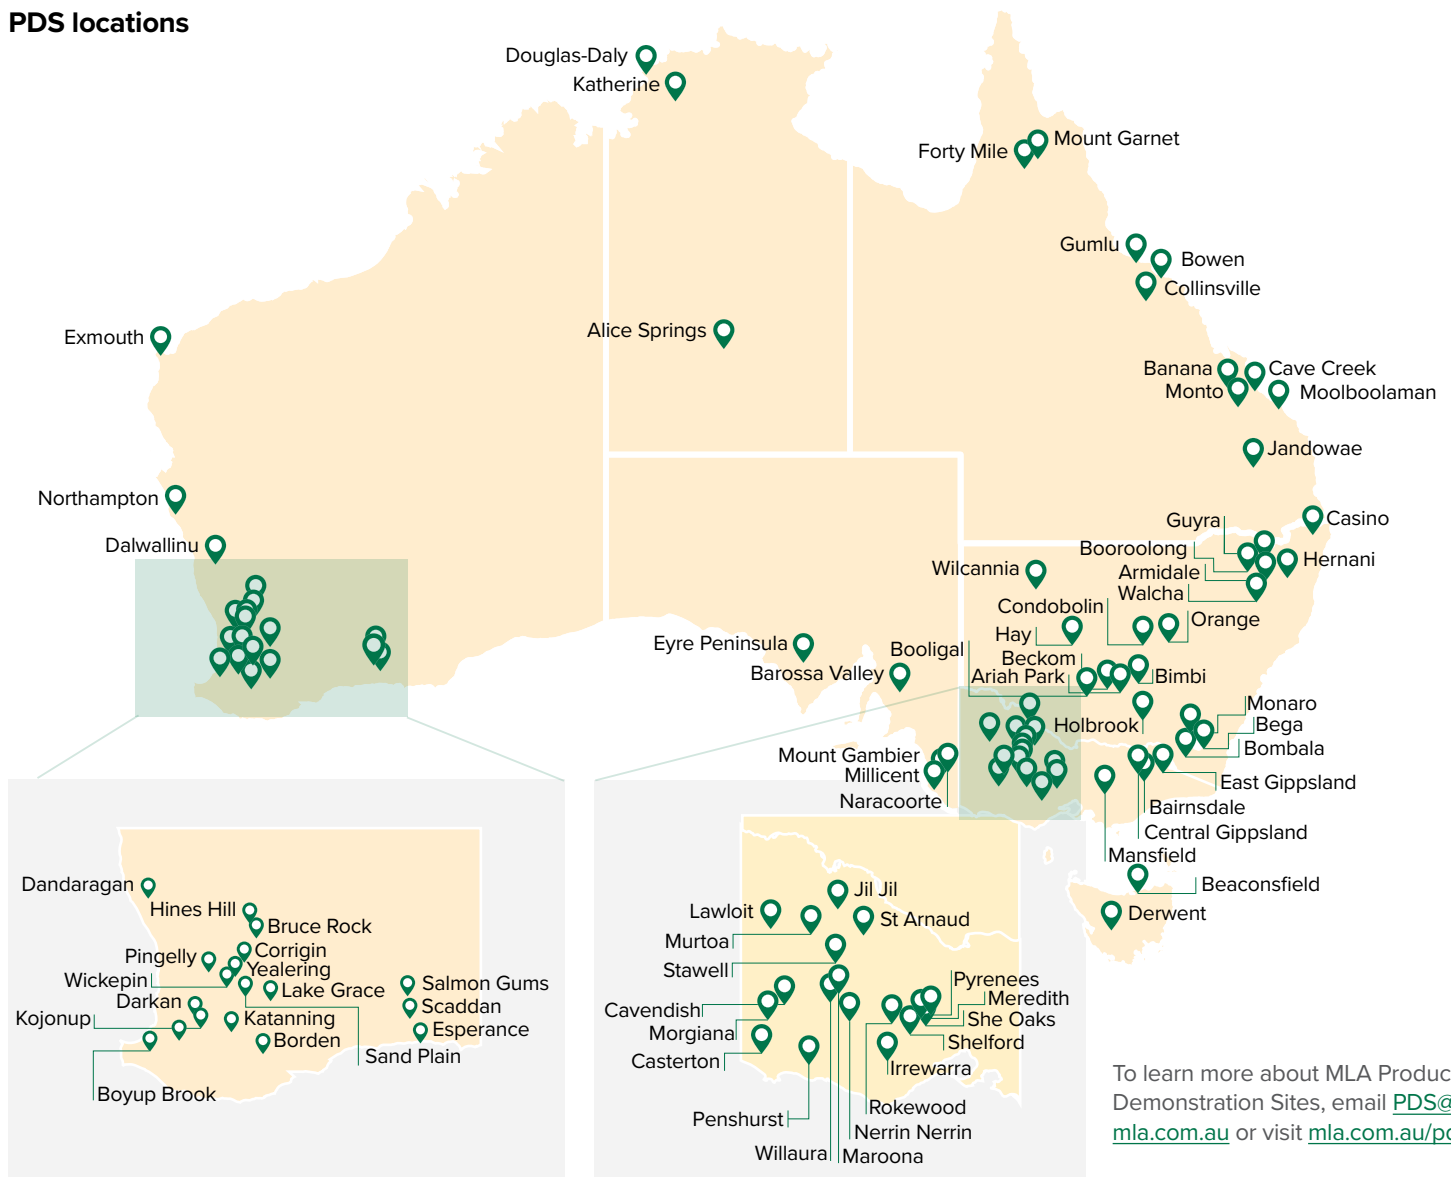 PDS locations
Douglas-Daly
Katherine
Forty Mile
Mount Garnet
Gumlu
Bowen
Collinsville
Exmouth
Alice Springs
Banana
Cave Creek
Monto
Moolboolaman
Jandowae
Northampton
Dalwallinu
Casino
Guyra
Booroolong
Hernani
Armidale
Walcha
Wilcannia
Condobolin
Orange
Hay
Eyre Peninsula
Booligal
Beckom
Barossa Valley
Ariah Park
Bimbi
Holbrook
Monaro
Bega
Bombala
Mount Gambier
Millicent
Naracoorte
East Gippsland
Bairnsdale
Central Gippsland
Mansfield
Beaconsfield
Derwent
Dandaragan
Hines Hill
Bruce Rock
Corrigin
Pingelly
Yealering
Wickepin
Lake Grace
Salmon Gums
Darkan
Scaddan
Kojonup
Katanning
Esperance
Borden
Sand Plain
Boyup Brook
Jil Jil
Lawloit
St Arnaud
Murtoa
Stawell
Pyrenees
Meredith
Cavendish
She Oaks
Morgiana
Shelford
Casterton
Irrewarra
Rokewood
Penshurst
Nerrin Nerrin
Willaura
Maroona
To learn more about MLA Produc
Demonstration Sites, email PDS@
mla.com.au or visit mla.com.au/pd